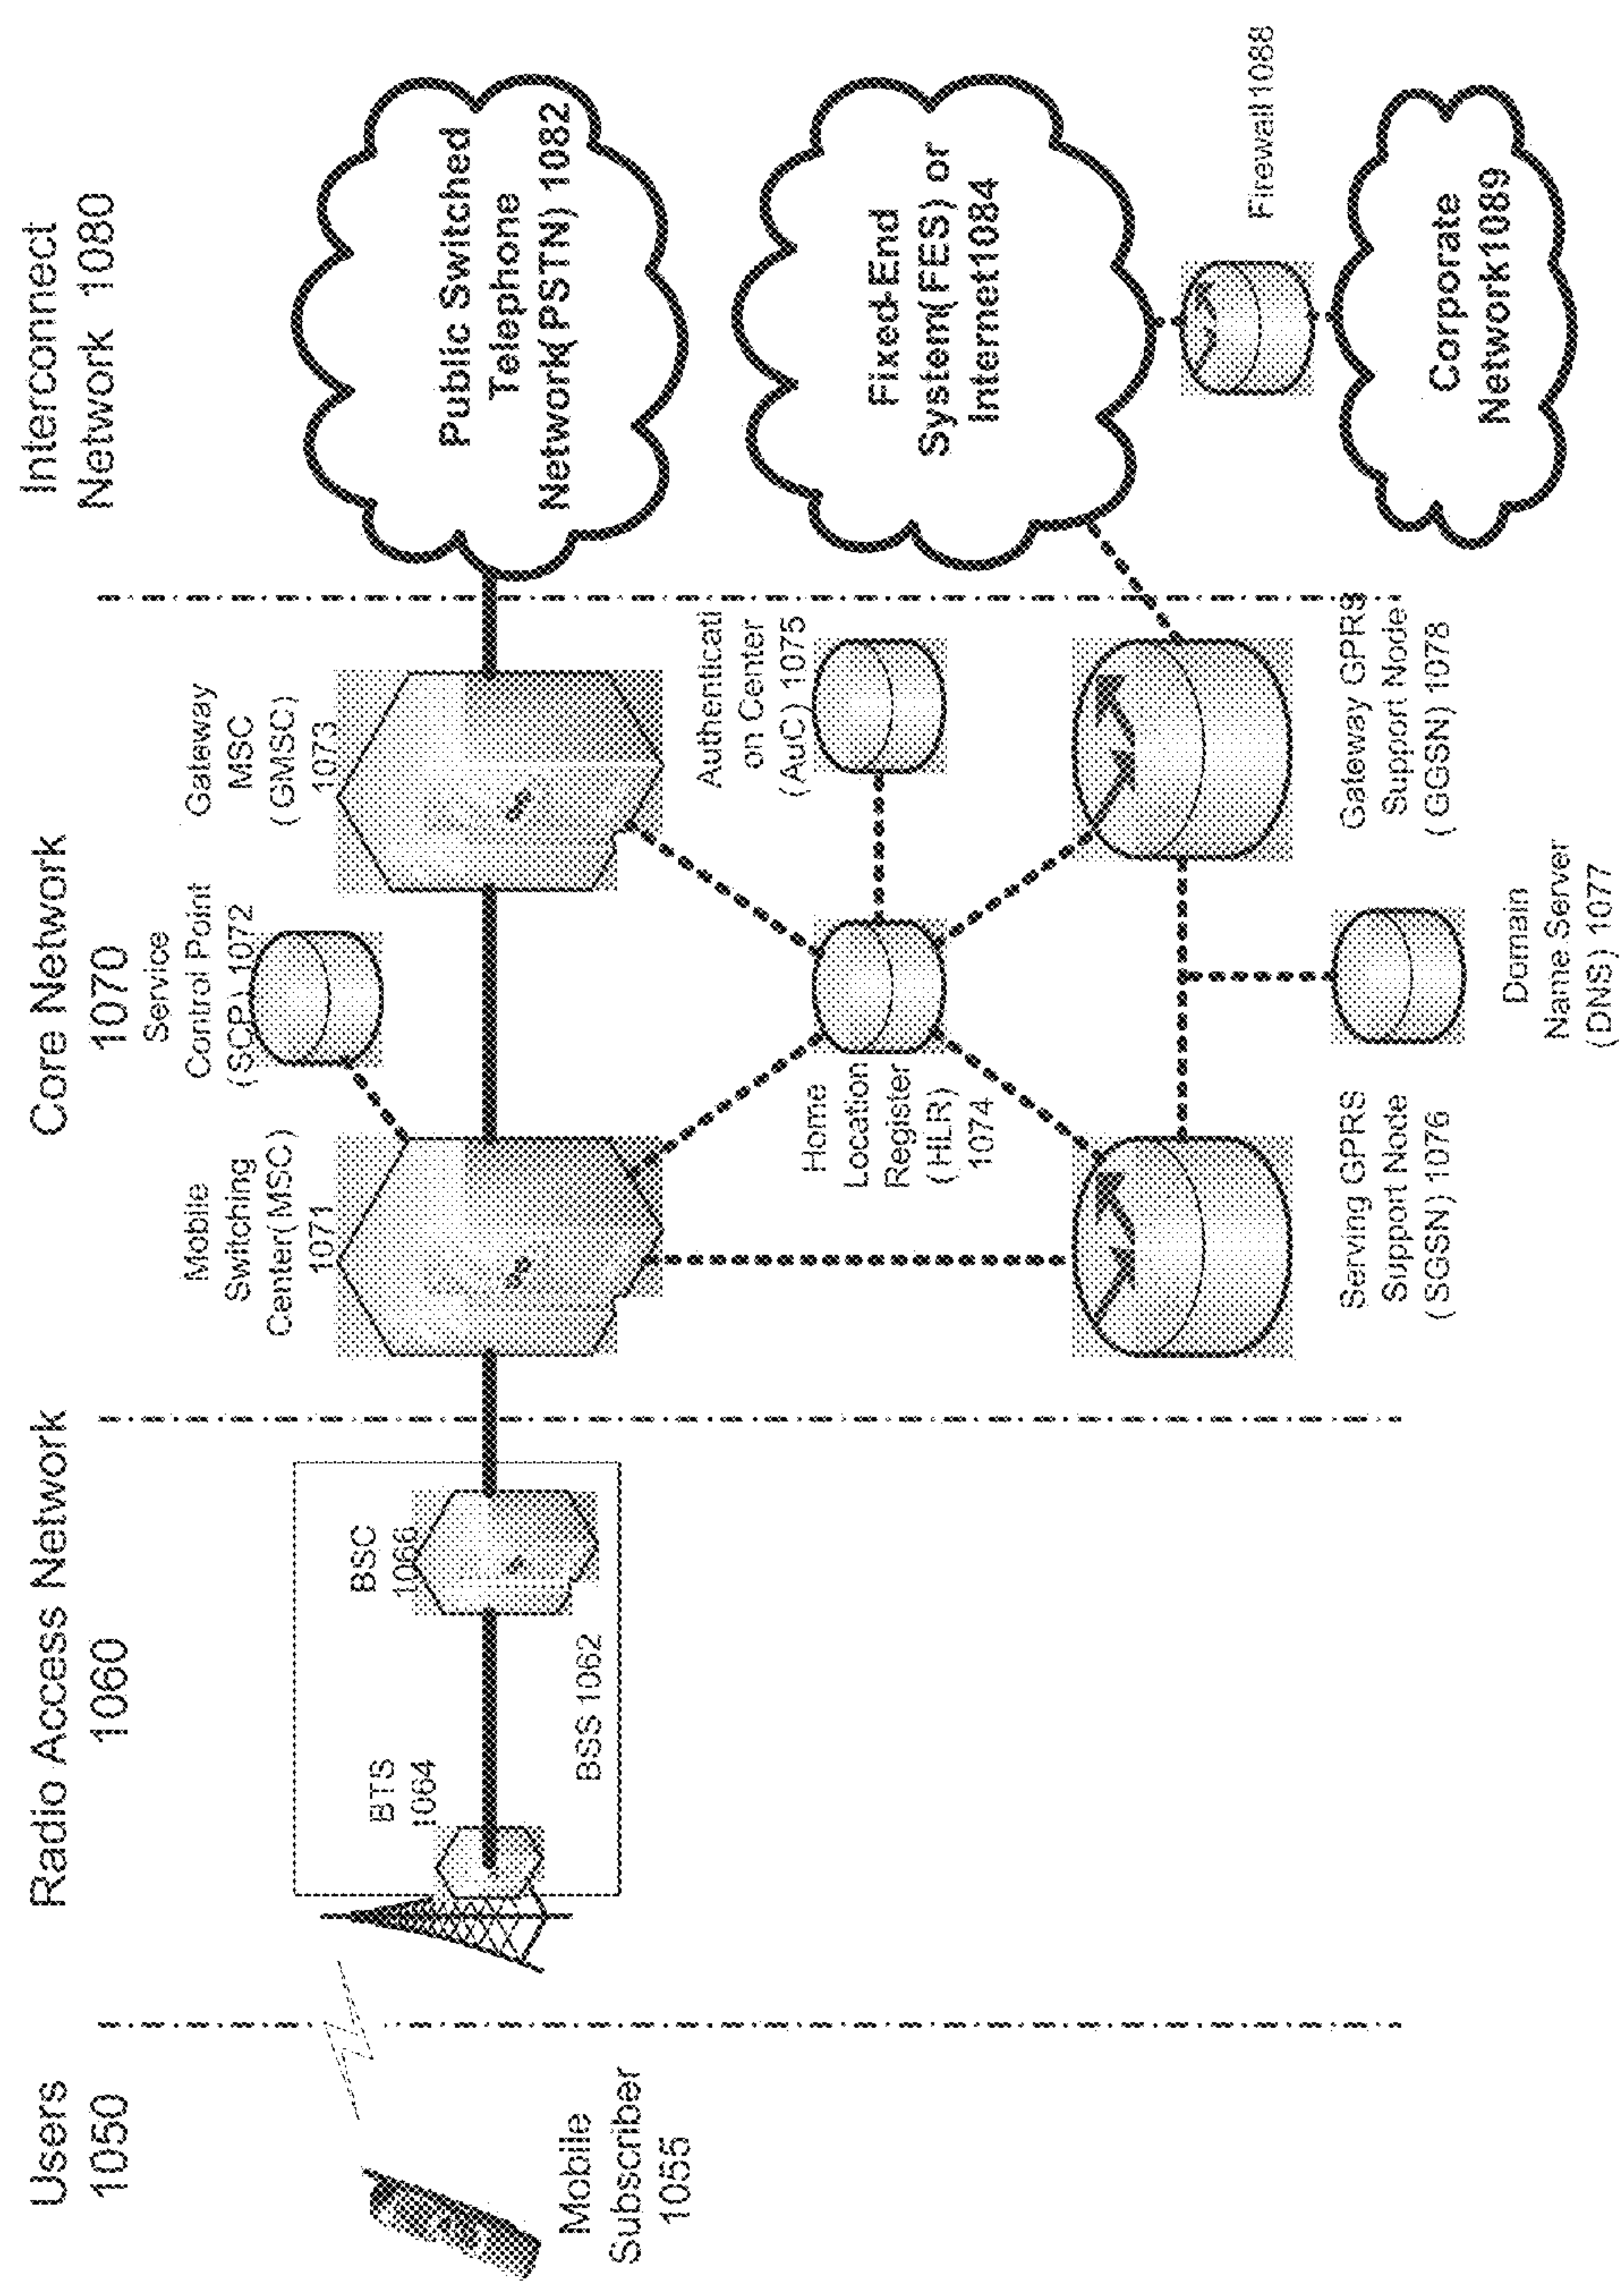 Users
1050
Radio Access Network
1060
Core Network
1070
Interconnect
Network 1080
Mobile
Subscriber
1055
BTS
1064
BSC
1066
BSS 1062
Mobile
Switching
Center(MSC)
1071
Service
Control Point
(SCP) 1072
Gateway
MSC
(GMSC)
1073
Home
Location
Register
(HLR)
1074
Authenticati
on Center
(AuC) 1075
Serving GPRS
Support Node
(SGSN) 1076
Domain
Name Server
(DNS) 1077
Gateway GPRS
Support Node
(GGSN) 1078
Public Switched
Telephone
Network(PSTN) 1082
Fixed-End
System(FES) or
Internet1084
Firewall 1088
Corporate
Network1089